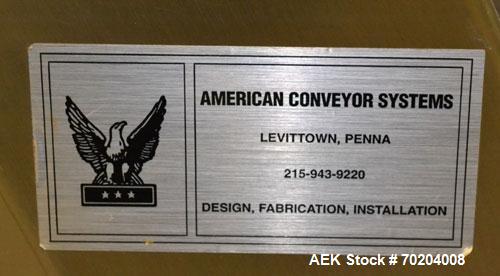 AMERICAN CONVEYOR SYSTEMS
LEVITTOWN, PENNA
215-943-9220
DESIGN, FABRICATION, INSTALLATION
AEK Stock # 70204008